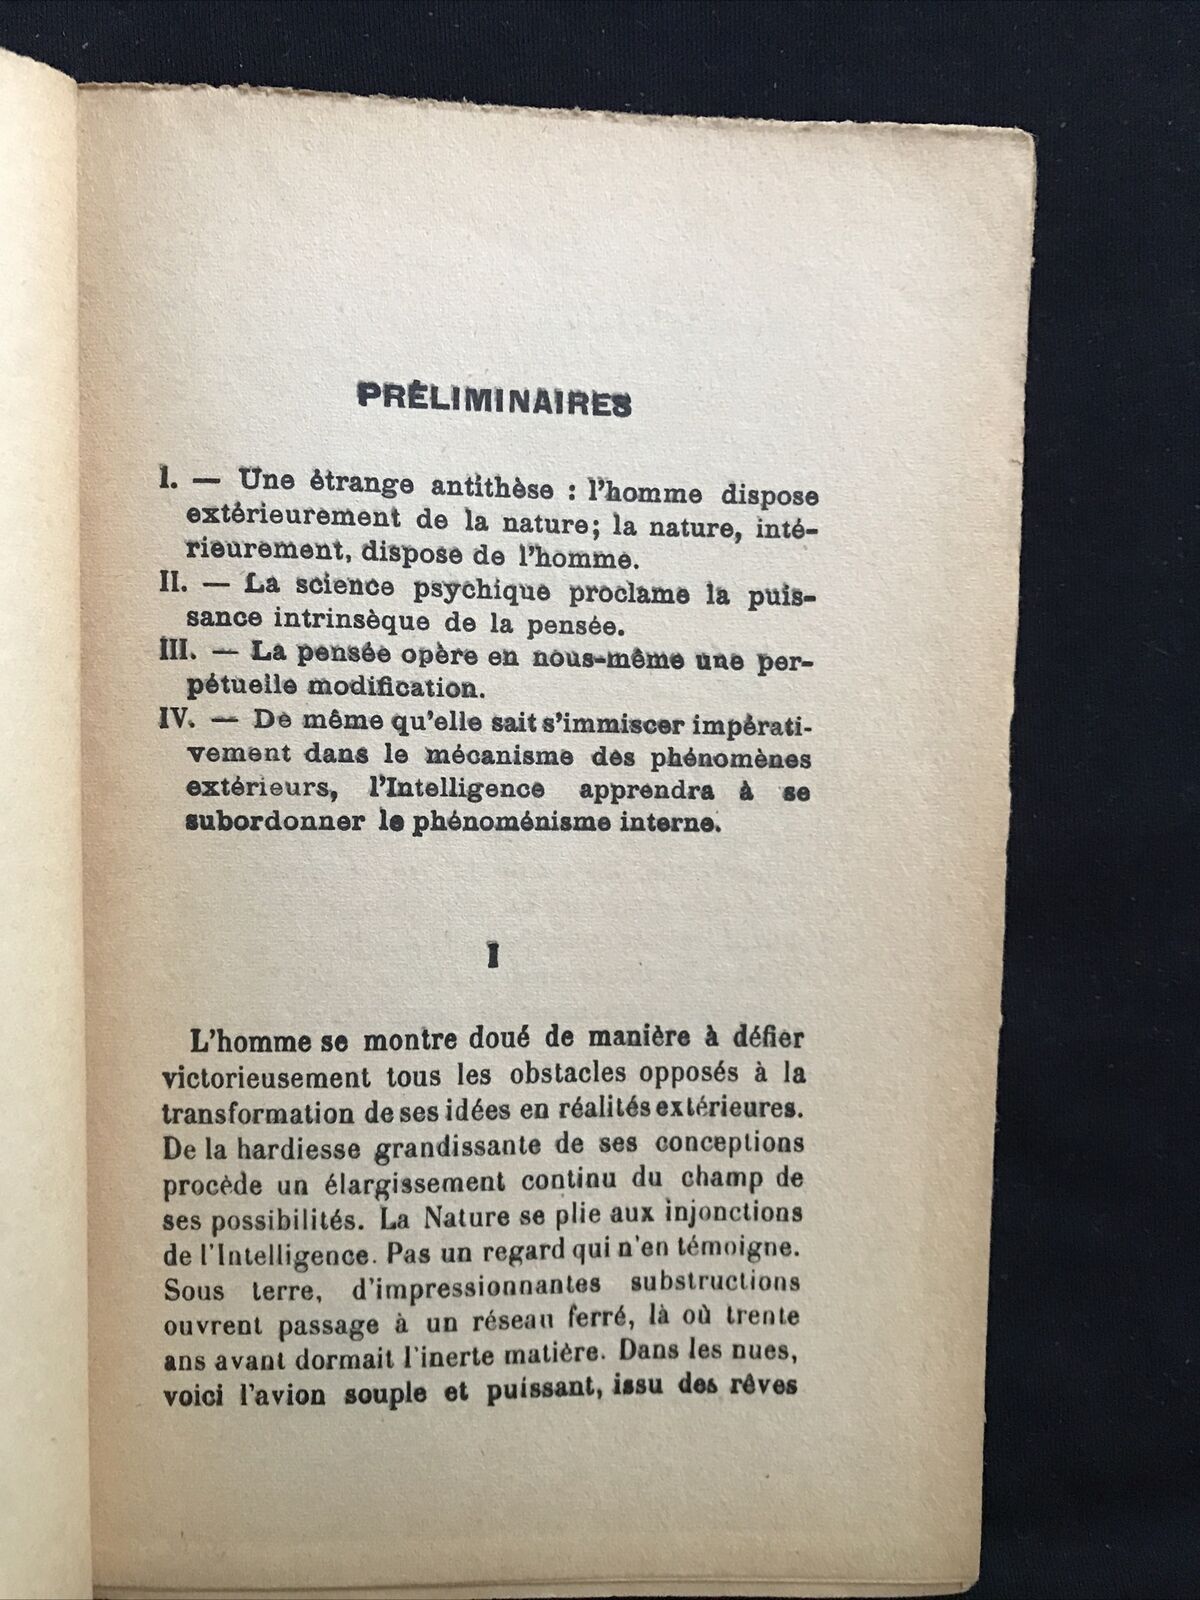 PRÉLIMINAIRES
I. — Une étrange antithèse : l'homme dispose
extérieurement de la nature; la nature, inté-
rieurement, dispose de l'homme.
II. — La science psychique proclame la puis-
sance intrinsèque de la pensée.
III. — La pensée opère en nous-même une per-
pétuelle modification.
IV. — De même qu'elle sait s'immiscer impérati-
vement dans le mécanisme des phénomènes
extérieurs, l'Intelligence apprendra à se
subordonner le phénoménisme interne.
I
L'homme se montre doué de manière à défier
victorieusement tous les obstacles opposés à la
transformation de ses idées en réalités extérieures.
De la hardiesse grandissante de ses conceptions
procède un élargissement continu du champ de
ses possibilités. La Nature se plie aux injonctions
de l'Intelligence. Pas un regard qui n'en témoigne.
Sous terre, d'impressionnantes substructions
ouvrent passage à un réseau ferré, là où trente
ans avant dormait l'inerte matière. Dans les nues,
voici l'avion souple et puissant, issu des rêves